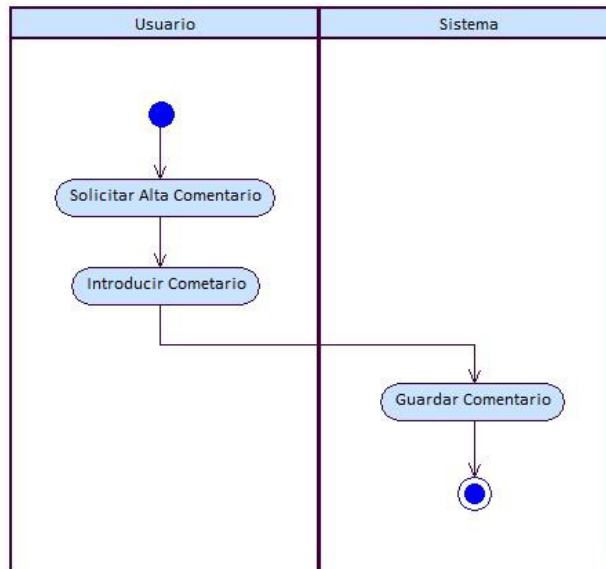 Usuario
Sistema
Solicitar Alta Comentario
Introducir Cometario
Guardar Comentario